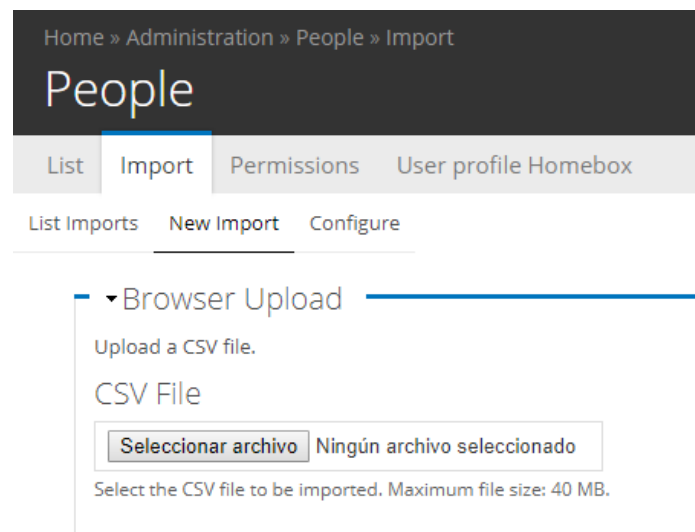 Home » Administration » People » Import
People
List Import Permissions User profile Homebox
List Imports New Import Configure
Browser Upload
Upload a CSV file.
CSV File
Seleccionar archivo Ningún archivo seleccionado
Select the CSV file to be imported. Maximum file size: 40 MB.